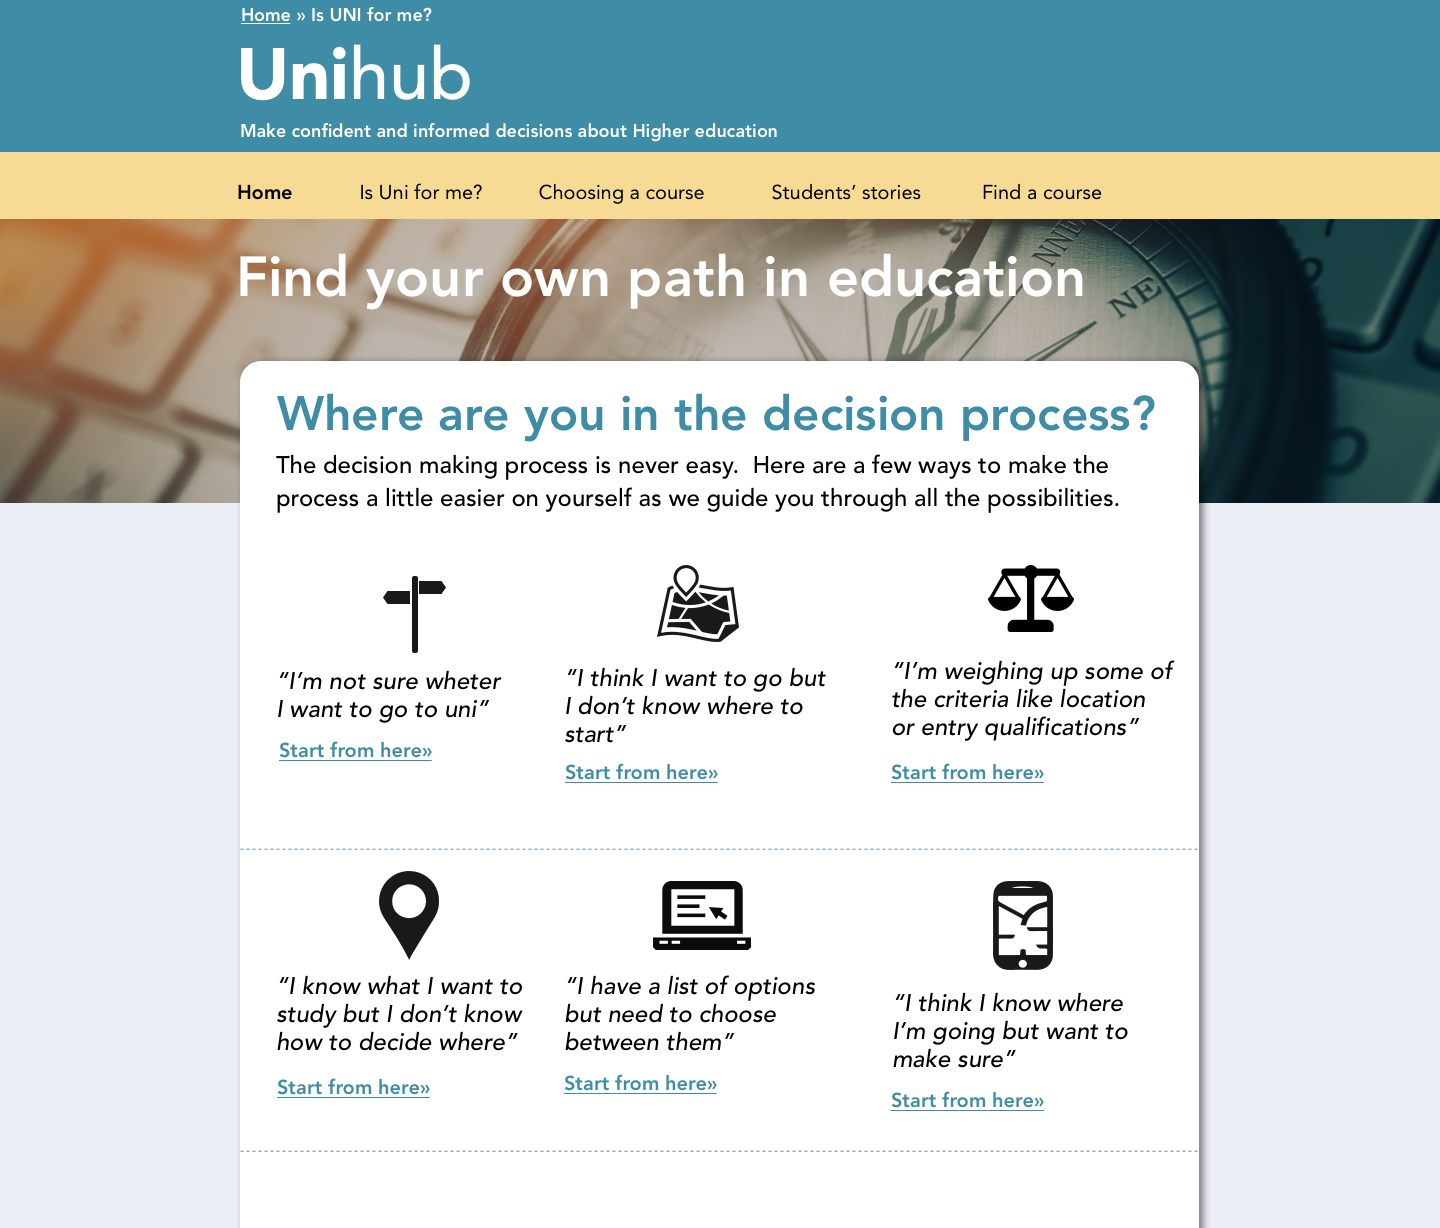 Home » Is UNI for me?
Unihub
Make confident and informed decisions about Higher education
Home Is Uni for me? Choosing a course Students’ stories Find a course
Find your own path in education
NNE
NE
Where are you in the decision process?
The decision making process is never easy. Here are a few ways to make the
process a little easier on yourself as we guide you through all the possibilities.
“I’m not sure wheter
I want to go to uni”
Start from here»
“I think I want to go but
I don’t know where to
start”
Start from here»
“I’m weighing up some of
the criteria like location
or entry qualifications”
Start from here»
“I know what I want to
study but I don’t know
how to decide where”
Start from here»
“I have a list of options
but need to choose
between them”
Start from here»
“I think I know where
I’m going but want to
make sure”
Start from here»